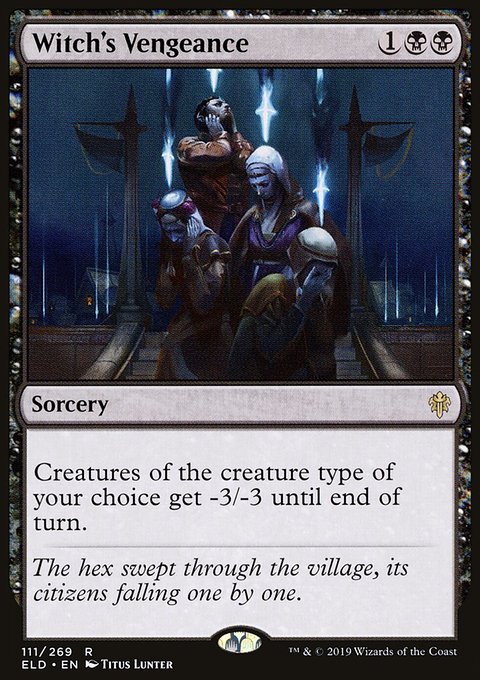 Witch's Vengeance 1
Sorcery
Creatures of the creature type of
your choice get -3/-3 until end of
turn.
The hex swept through the village, its
citizens falling one by one.
111/269 R
ELD • EN Titus Lunter
™ & © 2019 Wizards of the Coast